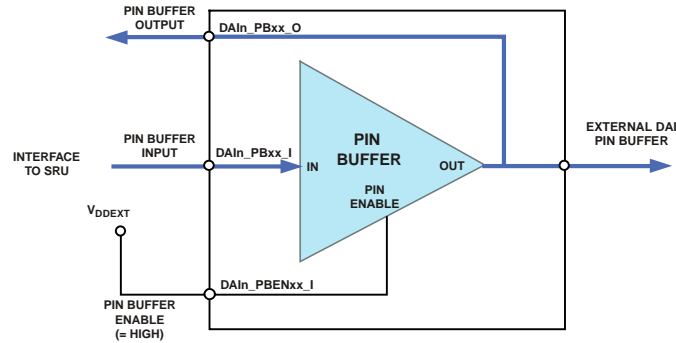 PIN BUFFER
OUTPUT
DAIn_PBxx_O
PIN BUFFER
INPUT
DAIn_PBxx_I
INTERFACE
TO SRU
IN
PIN
BUFFER
OUT
PIN
ENABLE
EXTERNAL DAI
PIN BUFFER
VDDEXT
DAIn_PBENxx_I
PIN BUFFER
ENABLE
(= HIGH)